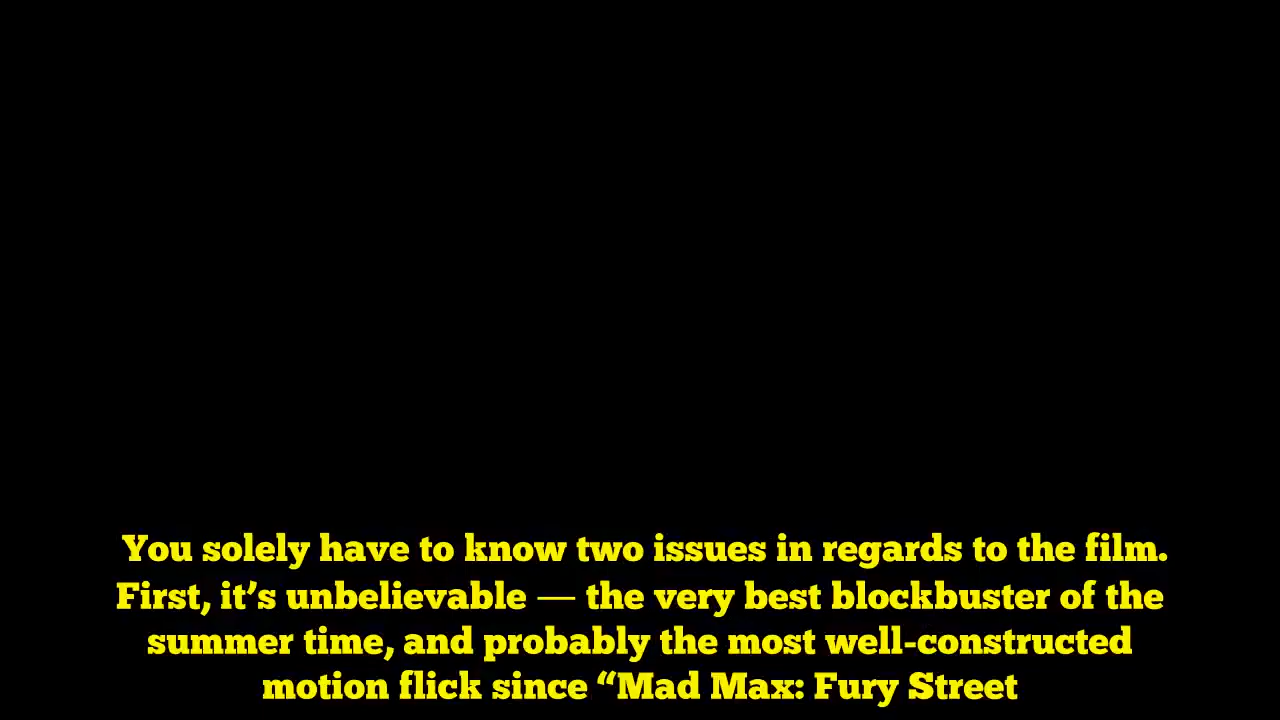 You solely have to know two issues in regards to the film.
First, it’s unbelievable — the very best blockbuster of the
summer time, and probably the most well-constructed
motion flick since “Mad Max: Fury Street